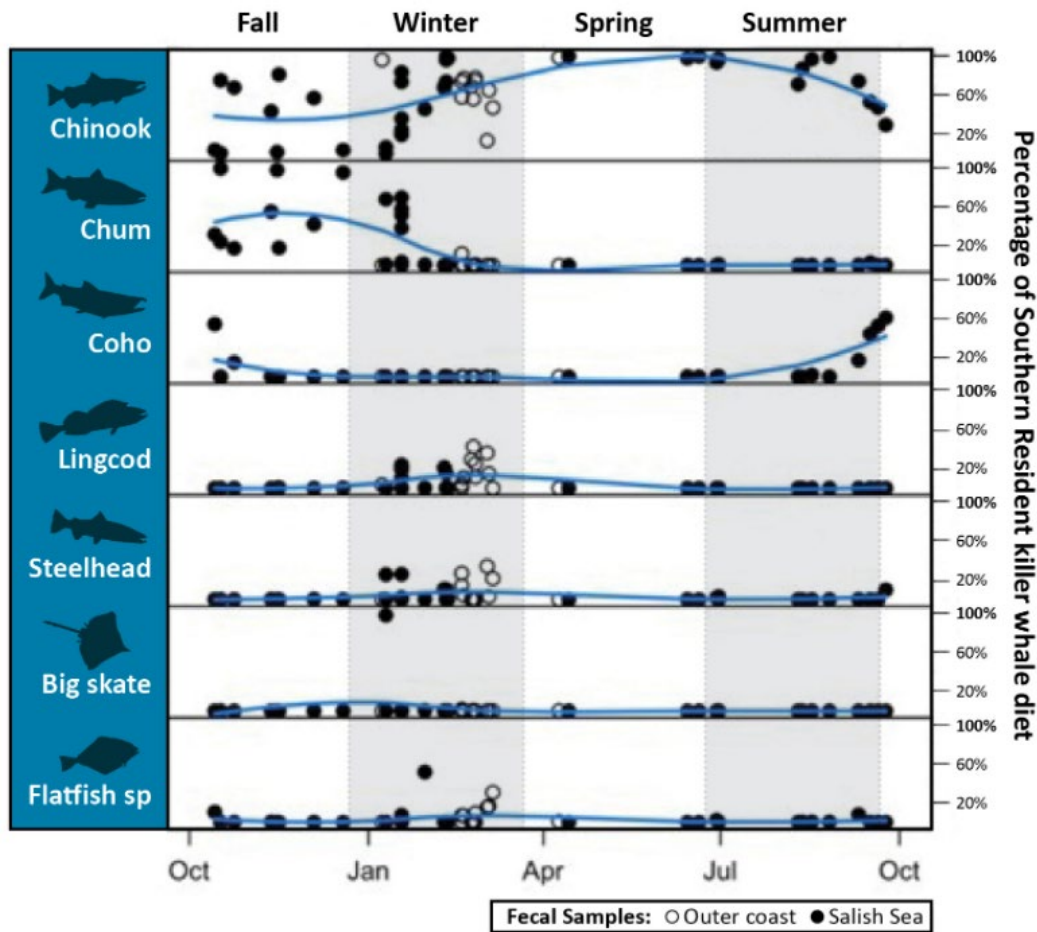 Fall Winter Spring Summer
Chinook
100%
60%
20%
Chum
100%
60%
20%
Coho
100%
60%
20%
Lingcod
100%
60%
20%
Steelhead
100%
60%
20%
Big skate
100%
60%
20%
Flatfish sp
100%
60%
20%
Percentage of Southern Resident killer whale diet
Oct Jan Apr Jul Oct
Fecal Samples: Outer coast Salish Sea